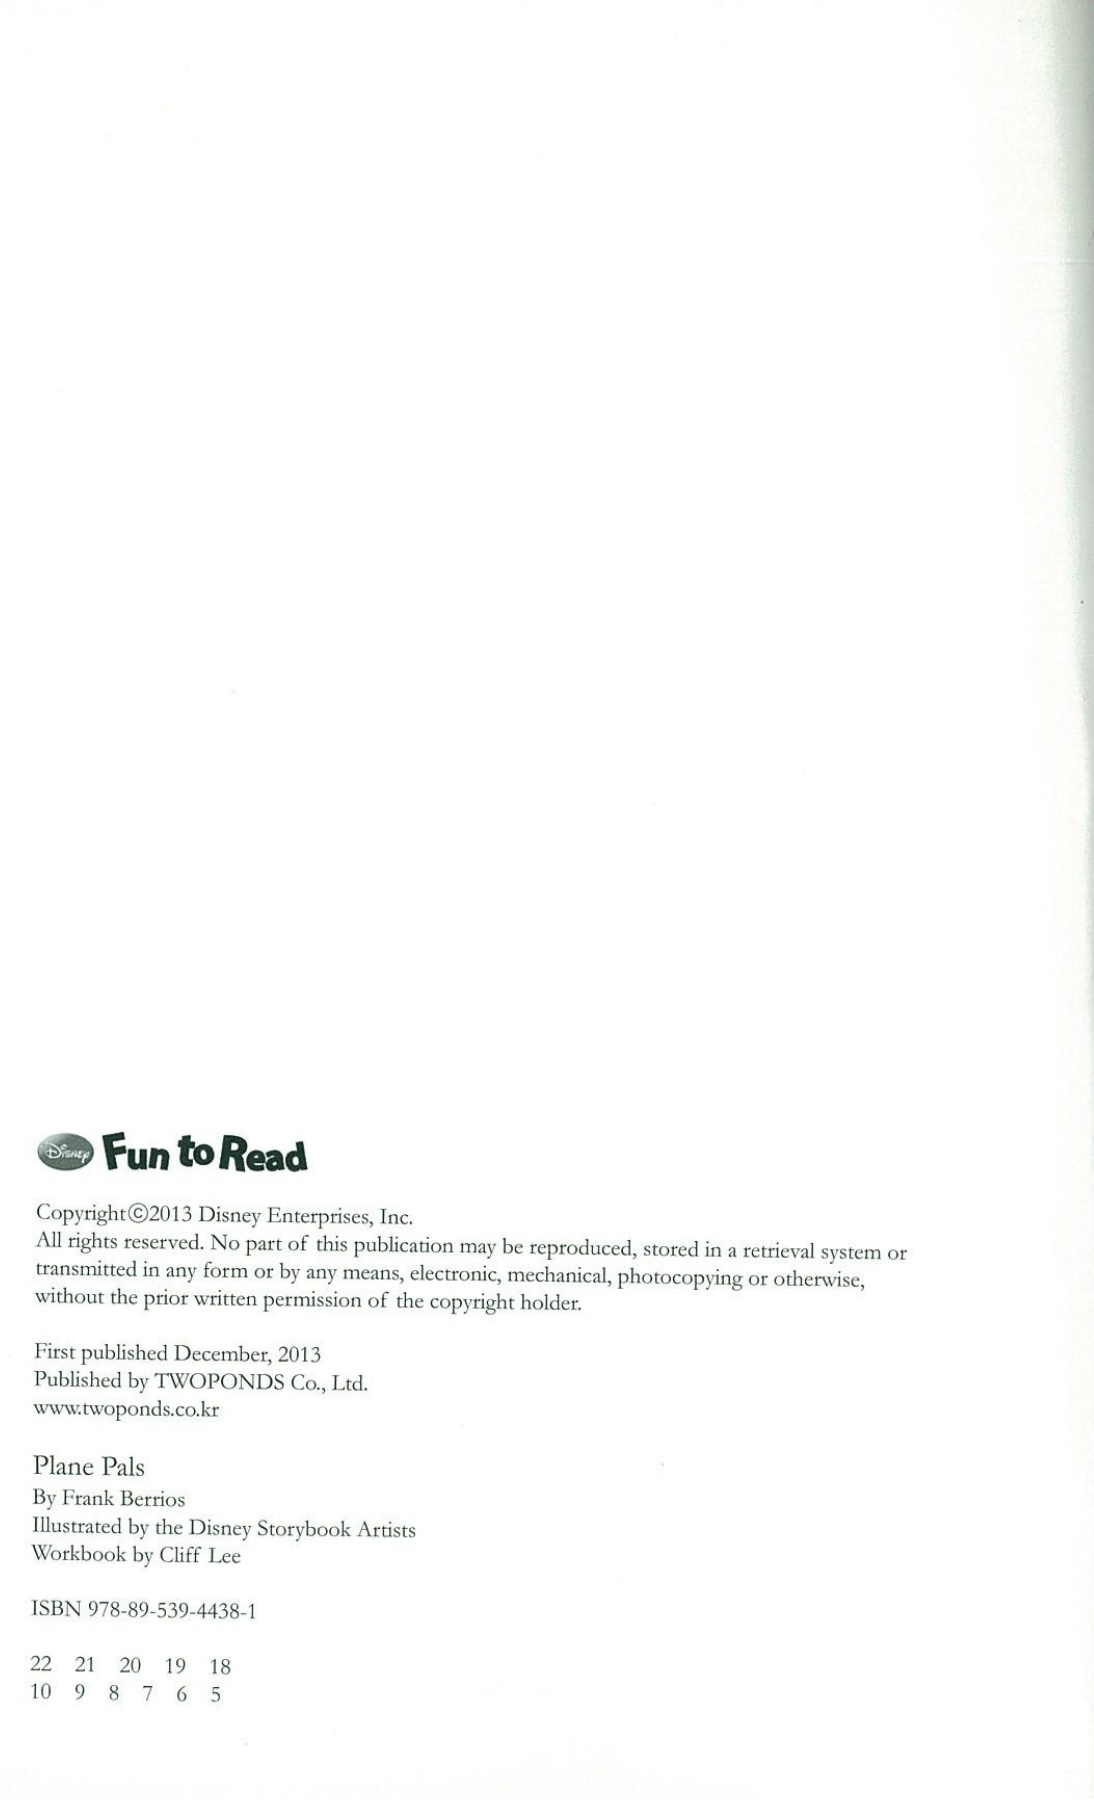 Disney Fun to Read
Copyright©2013 Disney Enterprises, Inc.
All rights reserved. No part of this publication may be reproduced, stored in a retrieval system or
transmitted in any form or by any means, electronic, mechanical, photocopying or otherwise,
without the prior written permission of the copyright holder.
First published December, 2013
Published by TWOPONDS Co., Ltd.
www.twoponds.co.kr
Plane Pals
By Frank Berrios
Illustrated by the Disney Storybook Artists
Workbook by Cliff Lee
ISBN 978-89-539-4438-1
22 21 20 19 18
10 9 8 7 6 5